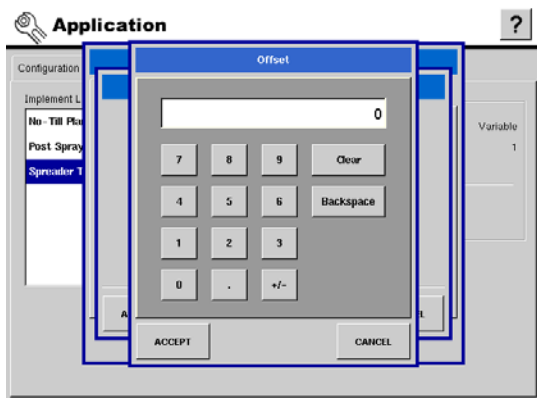 Application
?
Offset
Configuration
Implement L
No-Till Pla
Post Spray
Spreader T
Variable
1
0
7 8 9 Clear
4 5 6 Backspace
1 2 3
0 . +/-
A
L
ACCEPT CANCEL